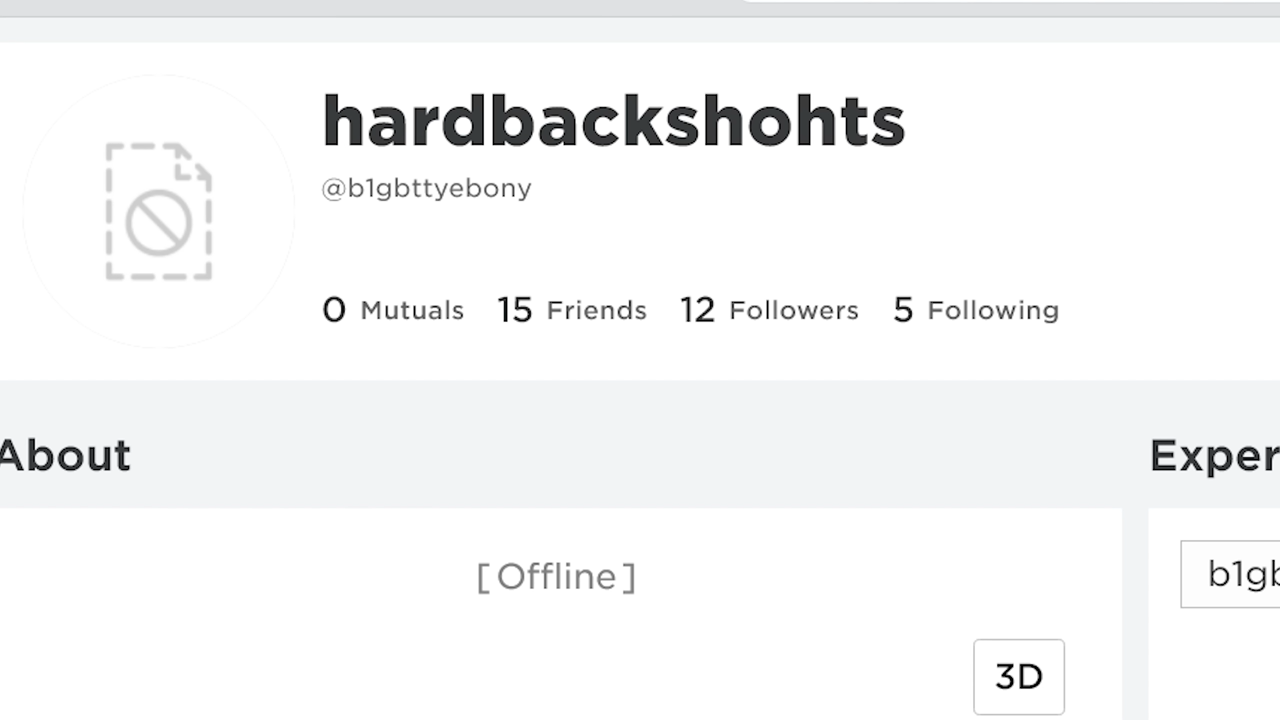 hardbackshohts
@b1gbttyebony
0 Mutuals 15 Friends 12 Followers 5 Following
About
Exper
[ Offline ]
b1gb
3D